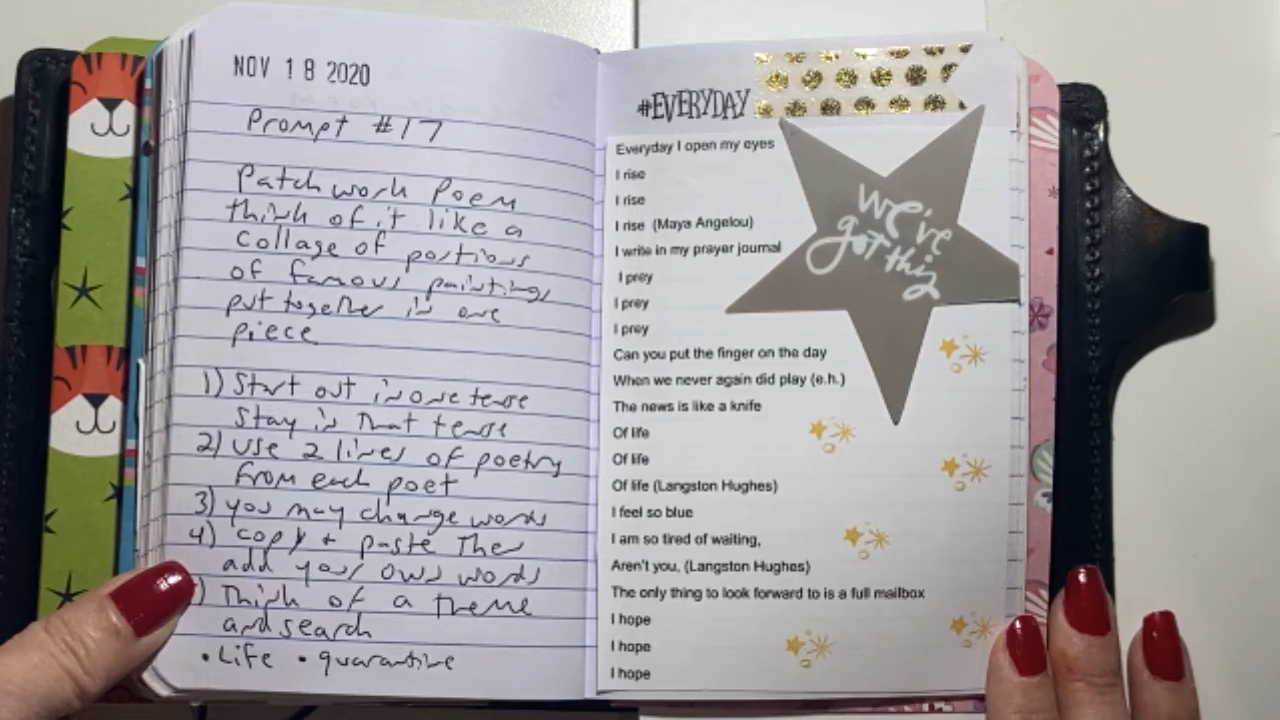 NOV 18 2020
Prompt #17
Patchwork Poem
think of it like a
collage of portions
of famous paintings
put together in one
piece
1) Start out in one tense
stay in that tense
2) use 2 lines of poetry
from each poet
3) you may change words
4) copy + paste then
add your own words
) Think of a theme
and search
• Life • quarantine
#EVERYDAY
Everyday I open my eyes
I rise
I rise
I rise (Maya Angelou)
I write in my prayer journal
I prey
I prey
I prey
Can you put the finger on the day
When we never again did play (e.h.)
The news is like a knife
Of life
Of life
Of life (Langston Hughes)
I feel so blue
I am so tired of waiting,
Aren't you, (Langston Hughes)
The only thing to look forward to is a full mailbox
I hope
I hope
I hope
we've
got this